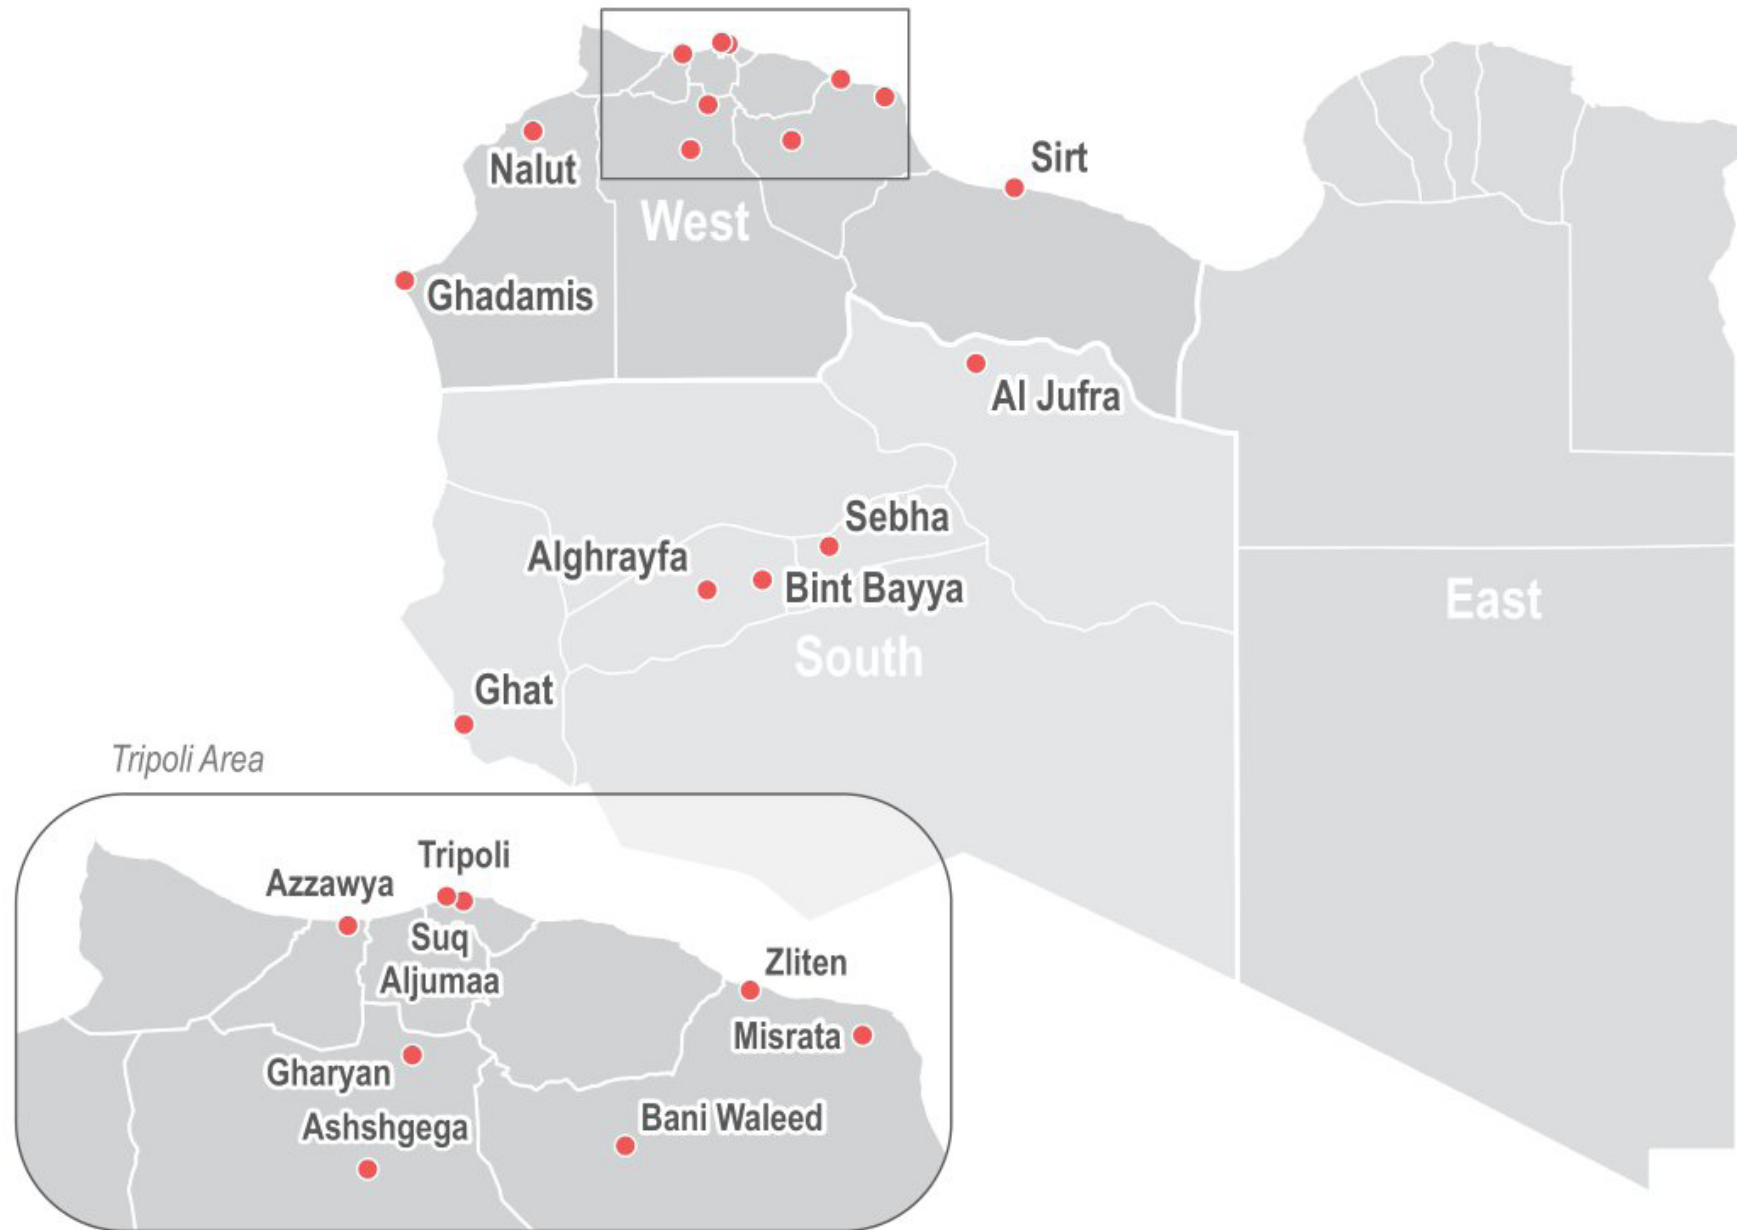 Sirt
Nalut
West
Ghadamis
Al Jufra
Sebha
Alghrayfa
Bint Bayya
East
South
Ghat
Tripoli Area
Tripoli
Azzawya
Suq
Aljumaa
Zliten
Misrata
Gharyan
Bani Waleed
Ashshgega